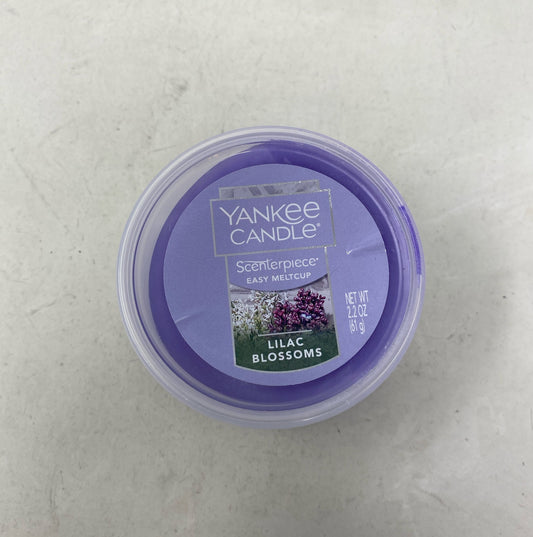 YANKEE
CANDLE®
Scenterpiece®
EASY MELTCUP
NET WT
2.2 OZ
(61 g)
LILAC
BLOSSOMS